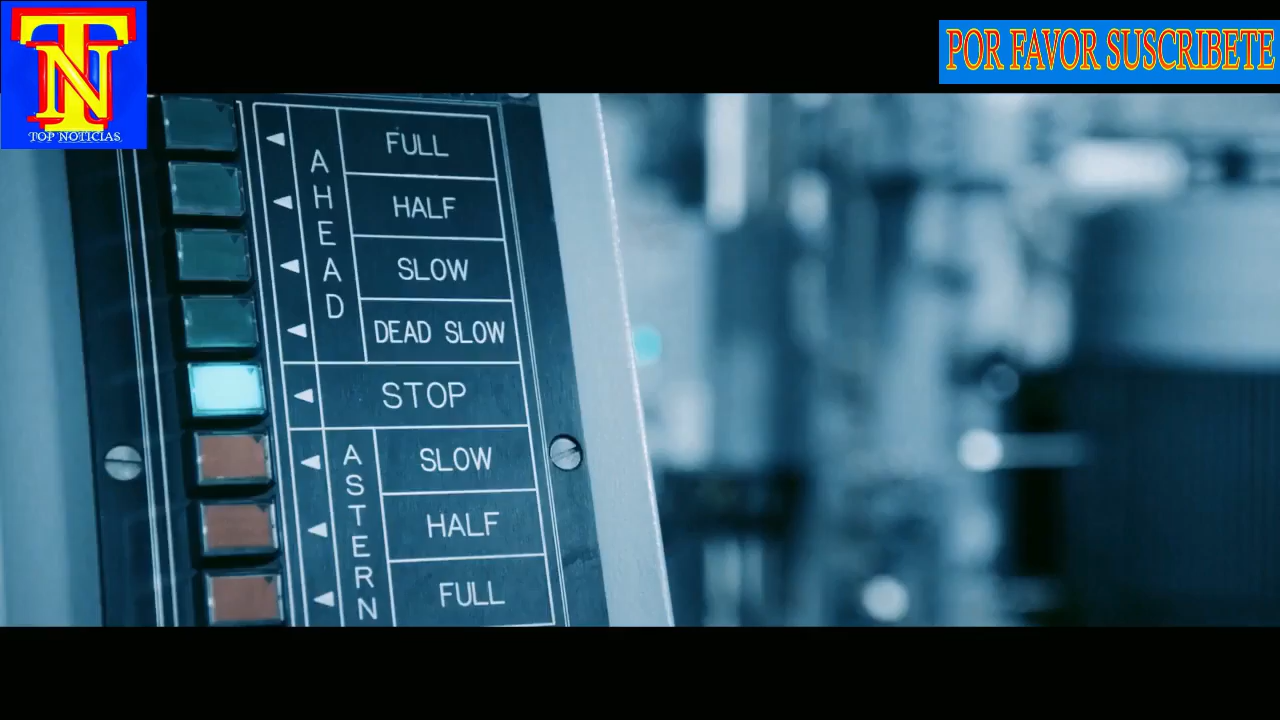 TN
TOP NOTICIAS
POR FAVOR SUSCRIBETE
AHEAD
FULL
HALF
SLOW
DEAD SLOW
STOP
ASTERN
SLOW
HALF
FULL